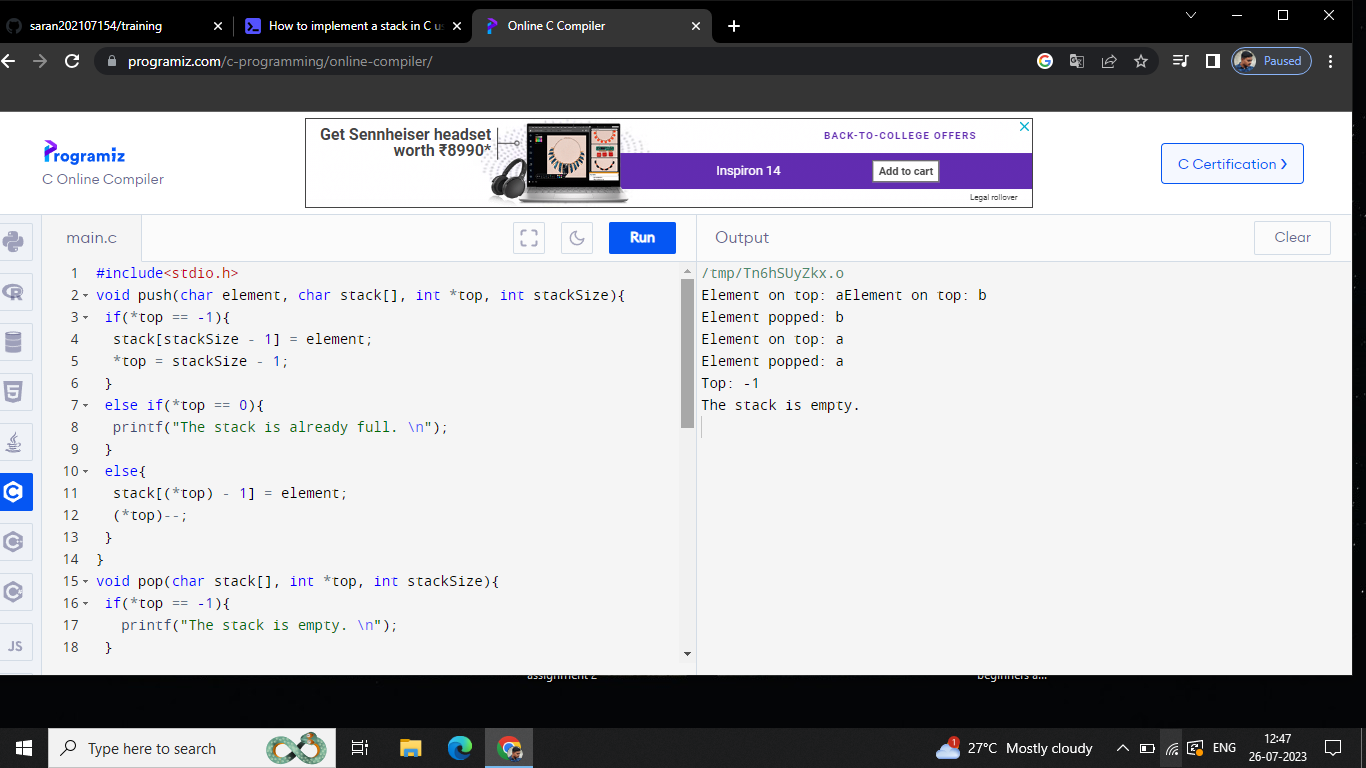 saran202107154/training
How to implement a stack in C us
Online C Compiler
programiz.com/c-programming/online-compiler/
Paused
Get Sennheiser headset
worth ₹8990*
BACK-TO-COLLEGE OFFERS
Inspiron 14
Add to cart
Legal rollover
Programiz
C Online Compiler
C Certification
main.c
Run
Output
Clear
1 #include<stdio.h>
2 void push(char element, char stack[], int *top, int stackSize){
3 if(*top == -1){
4 stack[stackSize - 1] = element;
5 *top = stackSize - 1;
6 }
7 else if(*top == 0){
8 printf("The stack is already full. \n");
9 }
10 else{
11 stack[(*top) - 1] = element;
12 (*top)--;
13 }
14 }
15 void pop(char stack[], int *top, int stackSize){
16 if(*top == -1){
17 printf("The stack is empty. \n");
18 }
/tmp/Tn6hSUyZkx.o
Element on top: aElement on top: b
Element popped: b
Element on top: a
Element popped: a
Top: -1
The stack is empty.
JS
assignment 2
beginners a...
Type here to search
1
27°C Mostly cloudy
ENG
12:47
26-07-2023